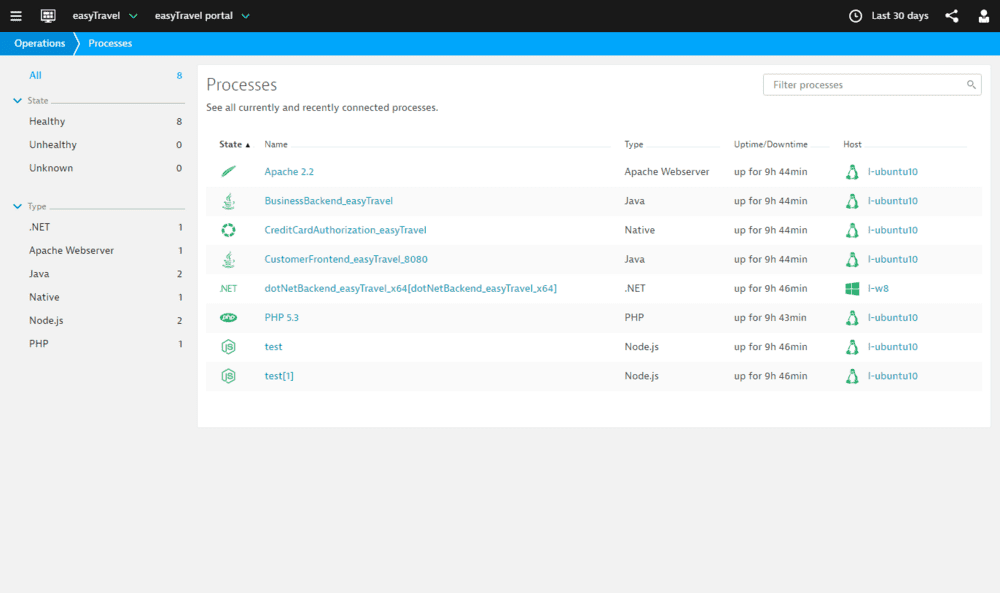 easyTravel easyTravel portal Last 30 days
Operations Processes
All 8
State
Healthy 8
Unhealthy 0
Unknown 0
Type
.NET 1
Apache Webserver 1
Java 2
Native 1
Node.js 2
PHP 1
Processes
Filter processes
See all currently and recently connected processes.
State ▲ Name Type Uptime/Downtime Host
Apache 2.2 Apache Webserver up for 9h 44min l-ubuntu10
BusinessBackend_easyTravel Java up for 9h 44min l-ubuntu10
CreditCardAuthorization_easyTravel Native up for 9h 44min l-ubuntu10
CustomerFrontend_easyTravel_8080 Java up for 9h 44min l-ubuntu10
.NET dotNetBackend_easyTravel_x64[dotNetBackend_easyTravel_x64] .NET up for 9h 46min l-w8
php PHP 5.3 PHP up for 9h 43min l-ubuntu10
JS test Node.js up for 9h 46min l-ubuntu10
JS test[1] Node.js up for 9h 46min l-ubuntu10